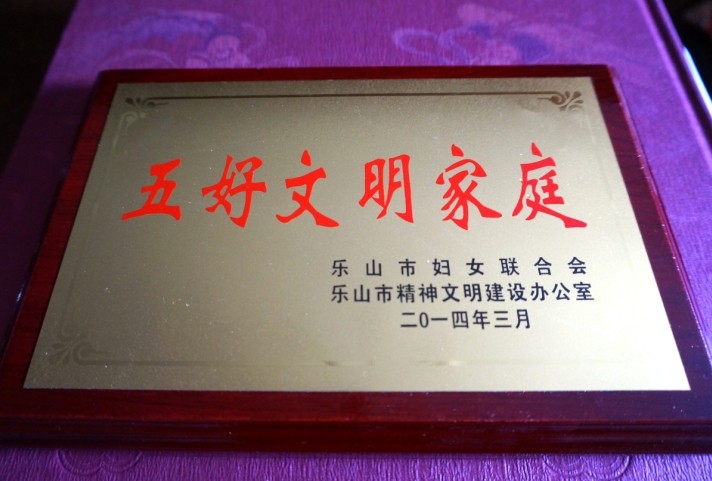 五好文明家庭
乐山市妇女联合会
乐山市精神文明建设办公室
二0一四年三月